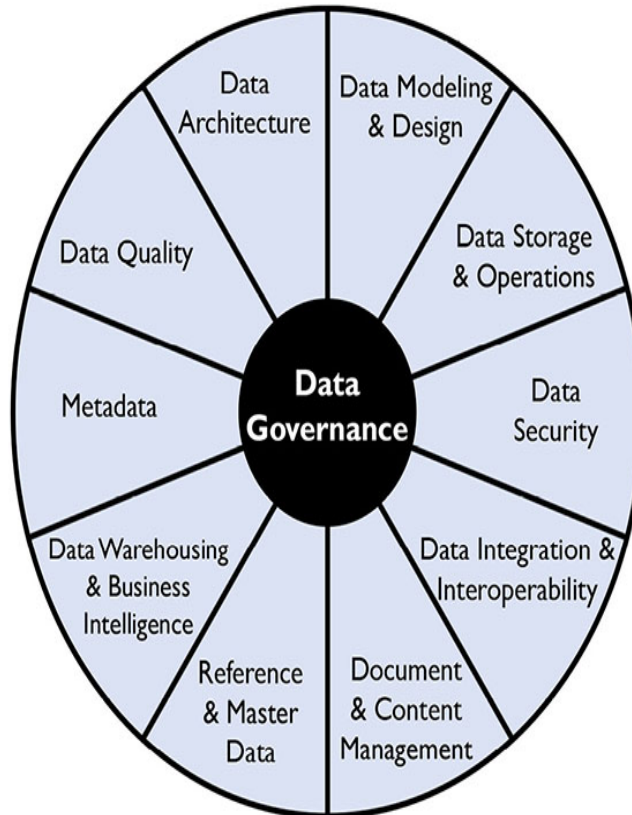 Data
Architecture
Data Modeling
& Design
Data Storage
& Operations
Data
Security
Data Integration &
Interoperability
Document
& Content
Management
Reference
& Master
Data
Data Warehousing
& Business
Intelligence
Metadata
Data Quality
Data
Governance